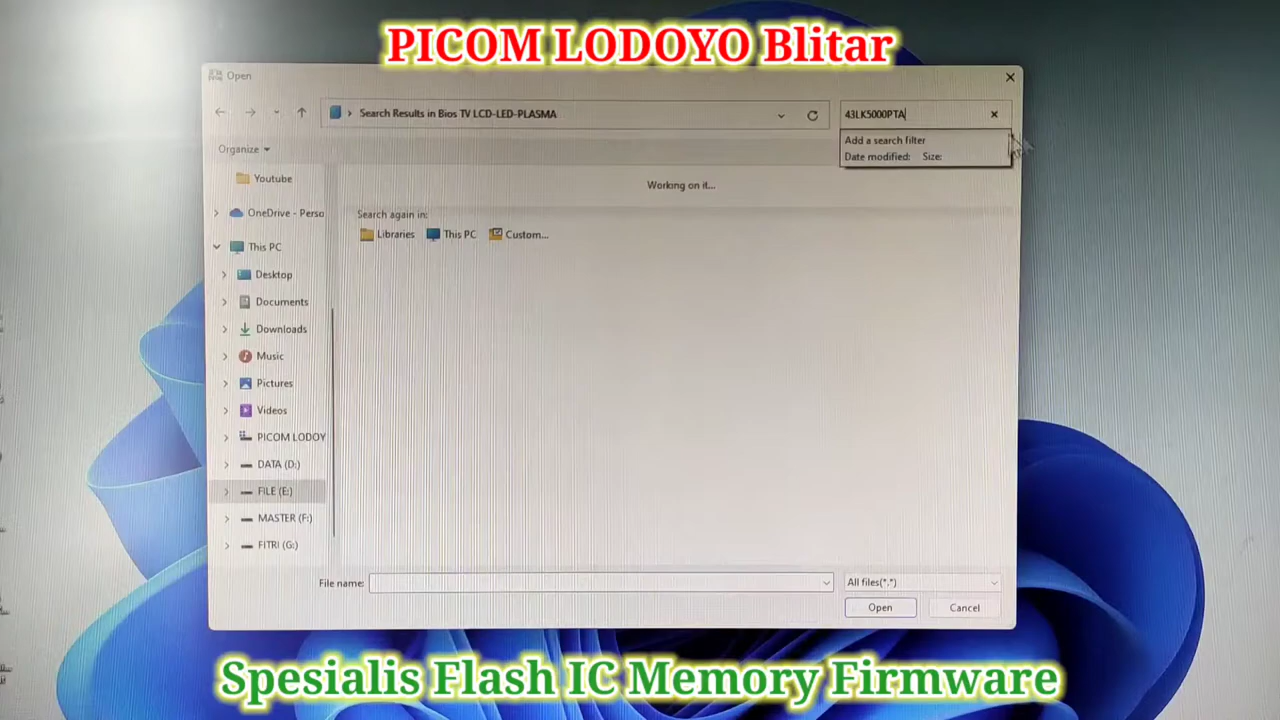 PICOM LODOYO Blitar
Open
Search Results in Bios TV LCD-LED-PLASMA
43LK5000PTA
Add a search filter
Date modified: Size:
Organize
Working on it...
Youtube
OneDrive - Perso
Search again in:
Libraries This PC Custom...
This PC
Desktop
Documents
Downloads
Music
Pictures
Videos
PICOM LODOY
DATA (D:)
FILE (E:)
MASTER (F:)
FITRI (G:)
File name:
All files(*.*)
Open Cancel
Spesialis Flash IC Memory Firmware